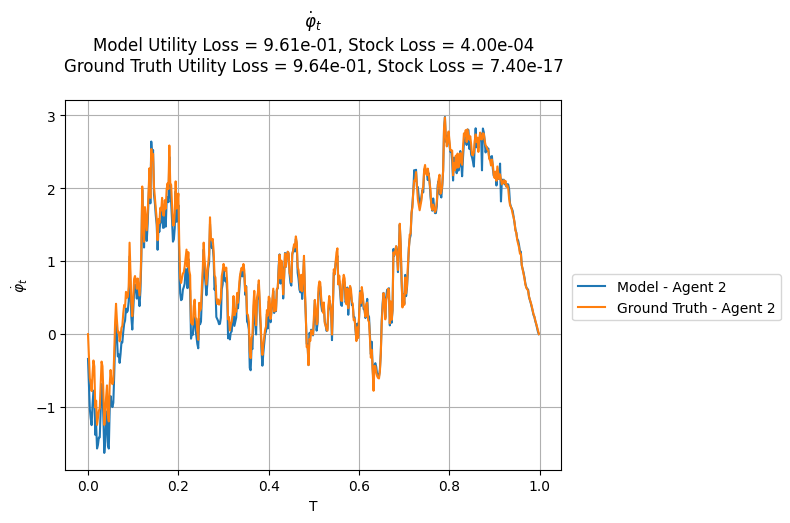 φ̇ₜ
Model Utility Loss = 9.61e-01, Stock Loss = 4.00e-04
Ground Truth Utility Loss = 9.64e-01, Stock Loss = 7.40e-17
3
2
1
0
−1
φ̇ₜ
0.0 0.2 0.4 0.6 0.8 1.0
T
Model - Agent 2
Ground Truth - Agent 2